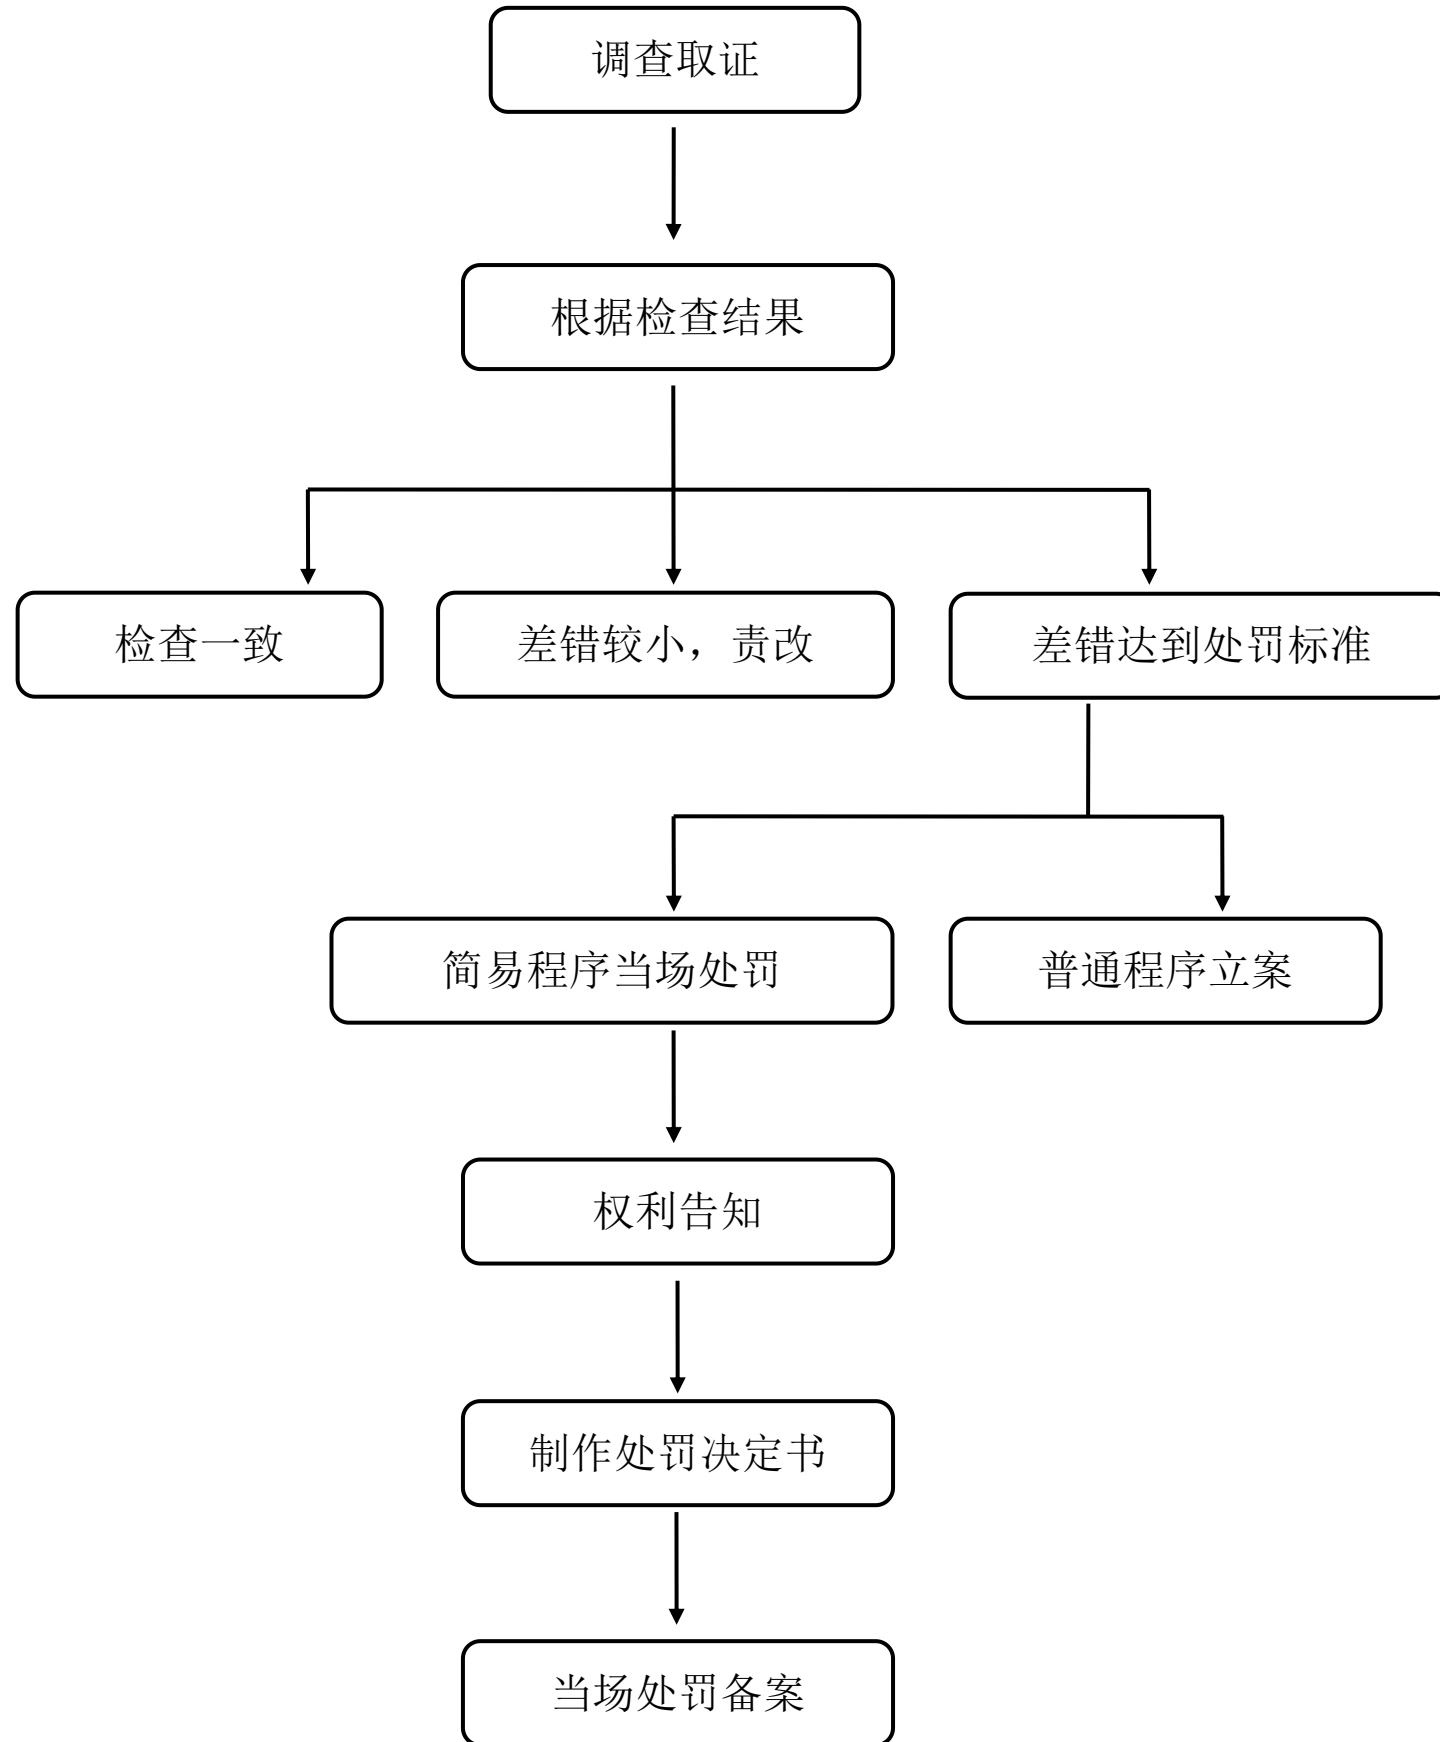 调查取证
根据检查结果
检查一致
差错较小，责改
差错达到处罚标准
简易程序当场处罚
普通程序立案
权利告知
制作处罚决定书
当场处罚备案